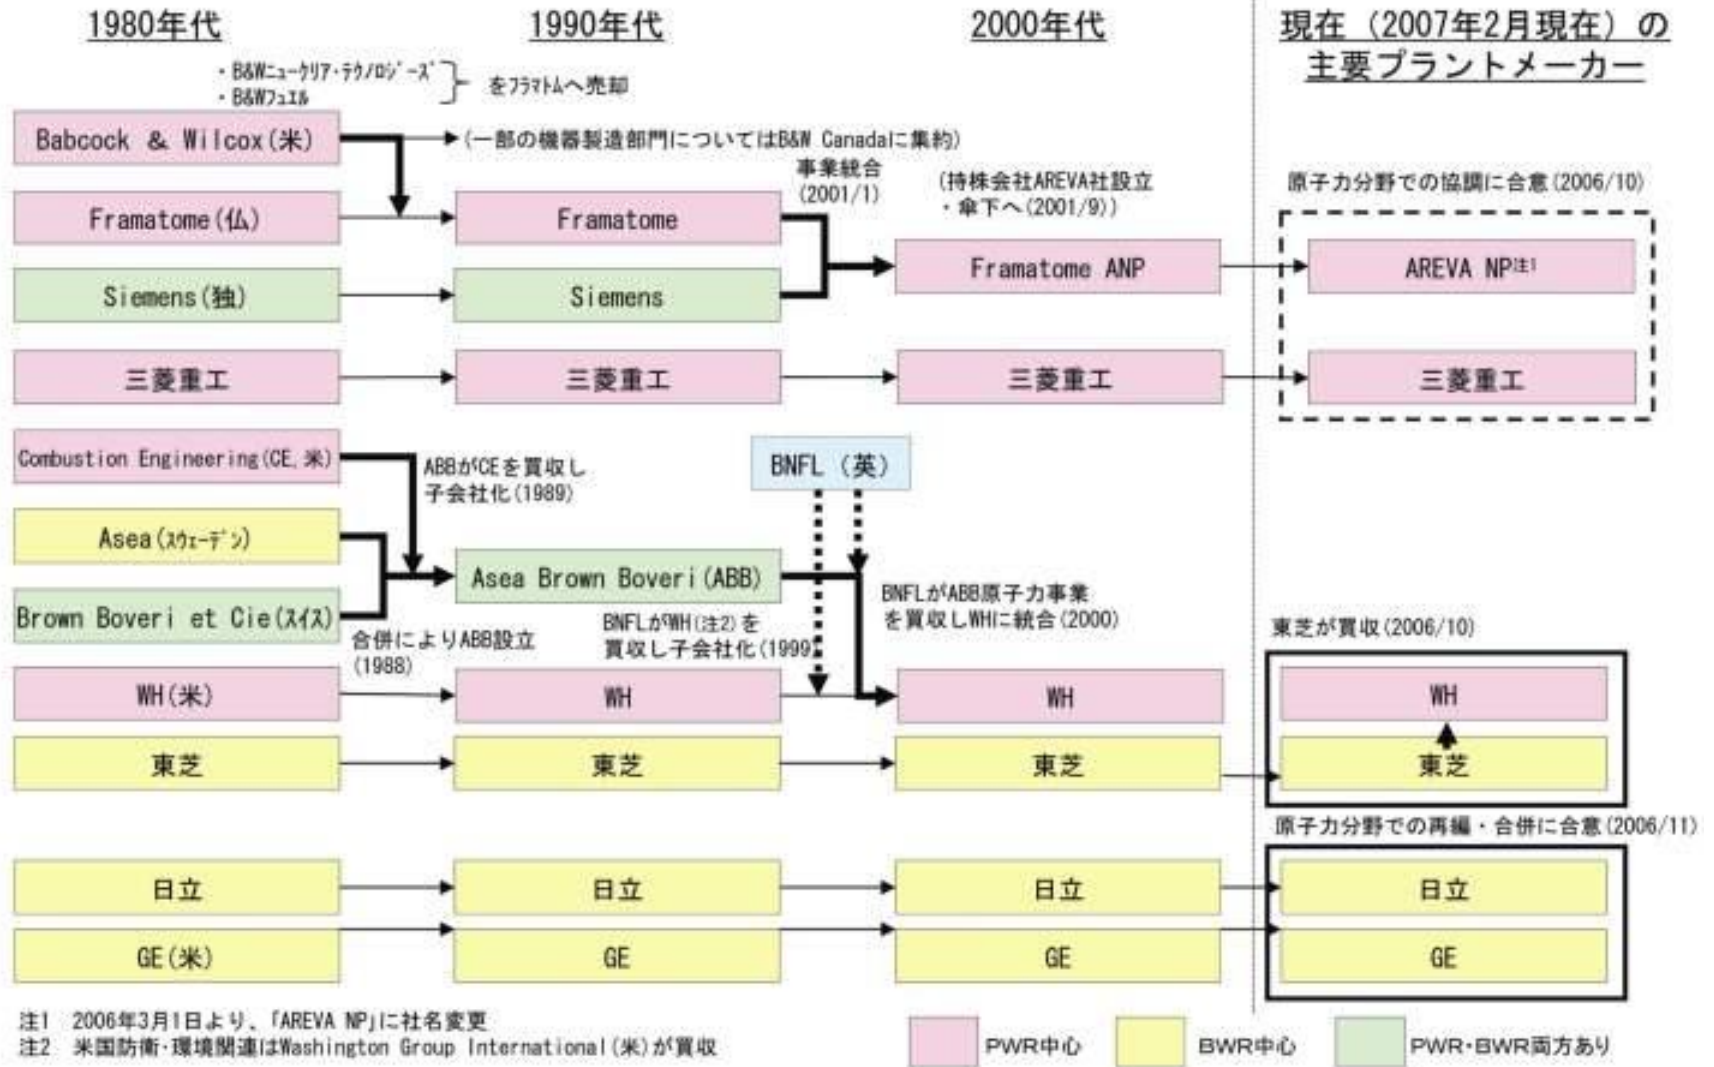 1980年代
1990年代
2000年代
現在（2007年2月現在）の
主要プラントメーカー
・B&Wﾆｭｰｸﾘｱ・ﾃｸﾉﾛｼﾞｰｽﾞ
・B&Wﾌｭｴﾙ
をﾌﾗﾏﾄﾑへ売却
Babcock & Wilcox(米)
(一部の機器製造部門についてはB&W Canadaに集約)
事業統合
(2001/1)
(持株会社AREVA社設立
・傘下へ(2001/9))
原子力分野での協調に合意(2006/10)
Framatome(仏)
Framatome
Framatome ANP
AREVA NP注1
Siemens(独)
Siemens
三菱重工
三菱重工
三菱重工
三菱重工
Combustion Engineering(CE,米)
ABBがCEを買収し
子会社化(1989)
BNFL（英）
Asea(ｽｳｪｰﾃﾞﾝ)
Asea Brown Boveri(ABB)
Brown Boveri et Cie(ｽｲｽ)
合併によりABB設立
(1988)
BNFLがWH(注2)を
買収し子会社化(1999)
BNFLがABB原子力事業
を買収しWHに統合(2000)
東芝が買収(2006/10)
WH(米)
WH
WH
WH
東芝
東芝
東芝
東芝
原子力分野での再編・合併に合意(2006/11)
日立
日立
日立
日立
GE(米)
GE
GE
GE
注1　2006年3月1日より、｢AREVA NP｣に社名変更
注2　米国防衛・環境関連はWashington Group International(米)が買収
PWR中心
BWR中心
PWR・BWR両方あり